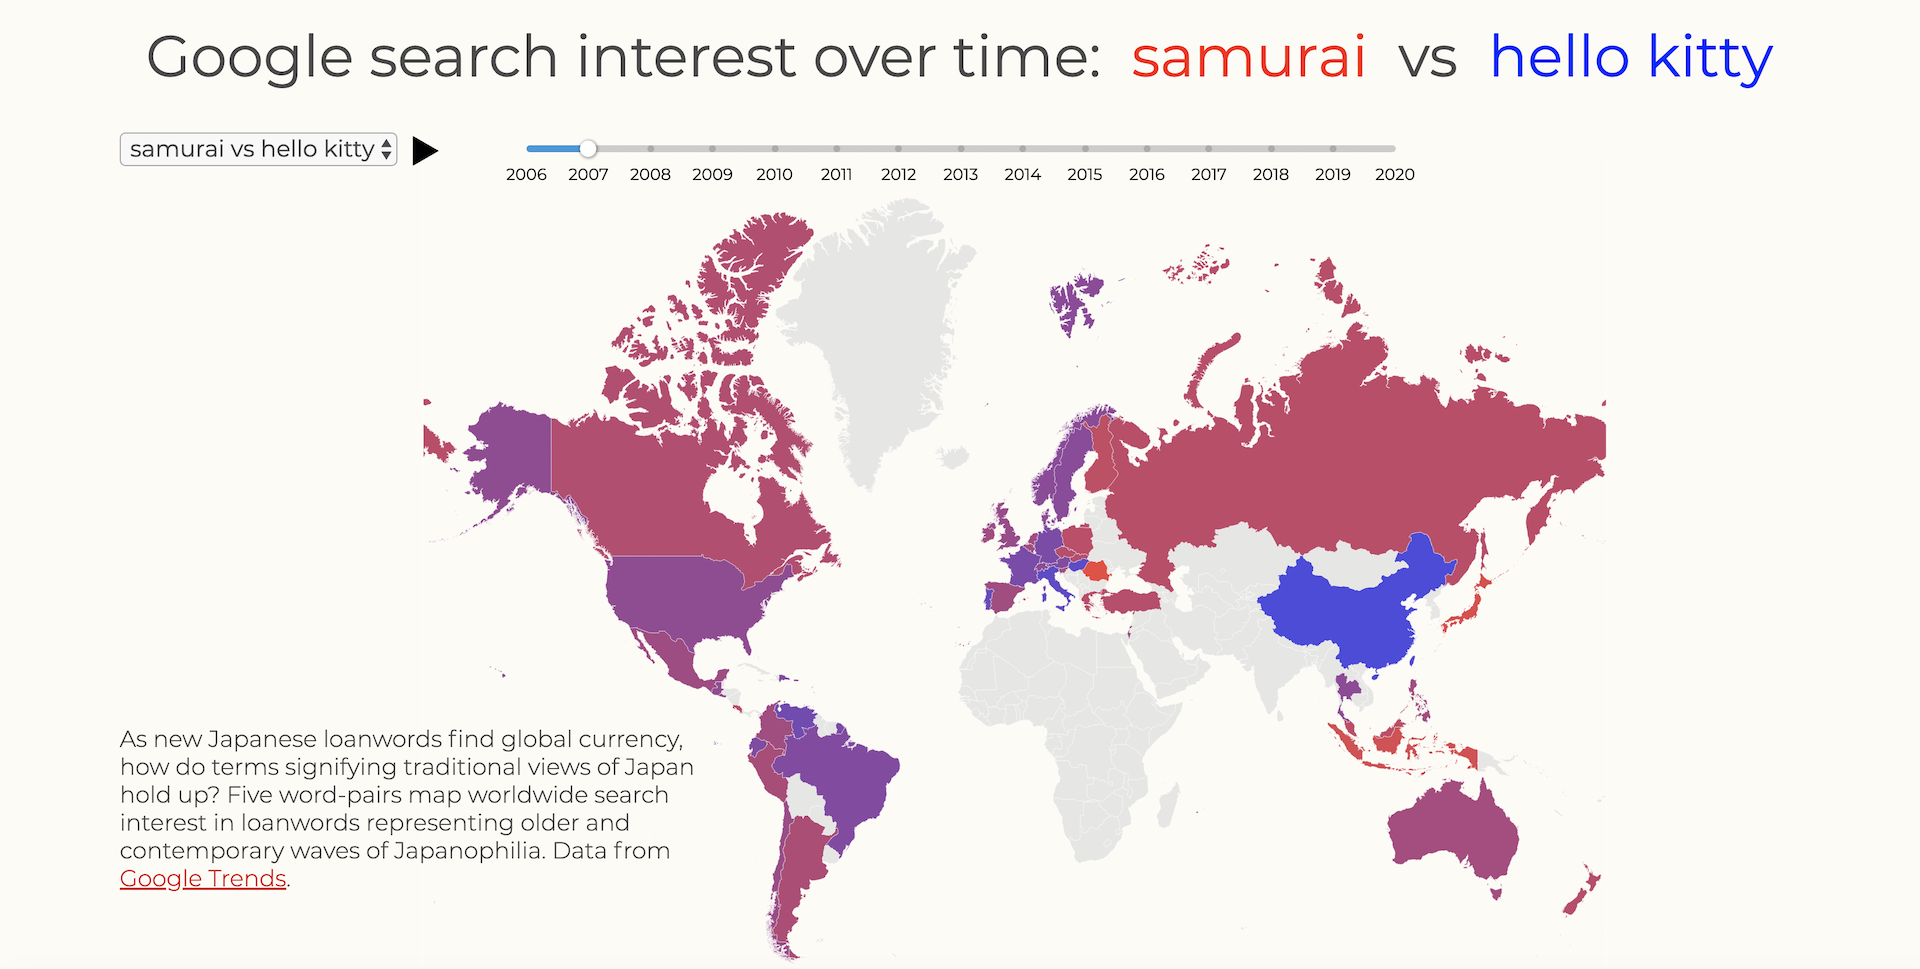 Google search interest over time: samurai vs hello kitty
samurai vs hello kitty
2006 2007 2008 2009 2010 2011 2012 2013 2014 2015 2016 2017 2018 2019 2020
As new Japanese loanwords find global currency,
how do terms signifying traditional views of Japan
hold up? Five word-pairs map worldwide search
interest in loanwords representing older and
contemporary waves of Japanophilia. Data from
Google Trends.